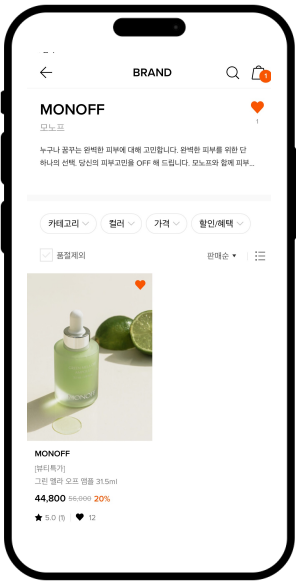 BRAND
1
MONOFF
1
모노프
누구나 꿈꾸는 완벽한 피부에 대해 고민합니다. 완벽한 피부를 위한 단
하나의 선택, 당신의 피부고민을 OFF 해 드립니다. 모노프와 함께 피부...
카테고리 컬러 가격 할인/혜택
품절제외 판매순 ▼
MONOFF
MONOFF
[뷰티특가]
그린 멜라 오프 앰플 31.5ml
44,800 56,000 20%
5.0 (1) 12